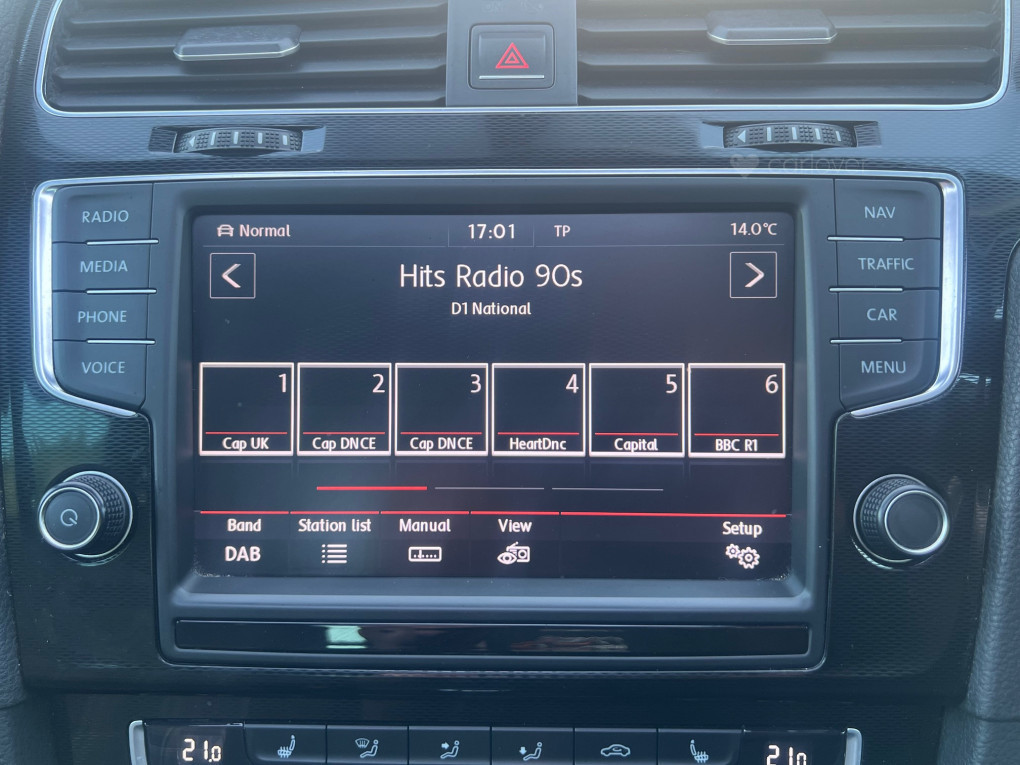 carlover
RADIO
MEDIA
PHONE
VOICE
NAV
TRAFFIC
CAR
MENU
Normal 17:01 TP 14.0°C
< Hits Radio 90s >
D1 National
1 2 3 4 5 6
Cap UK Cap DNCE Cap DNCE HeartDnc Capital BBC R1
Band Station list Manual View Setup
DAB
21.0 21.0